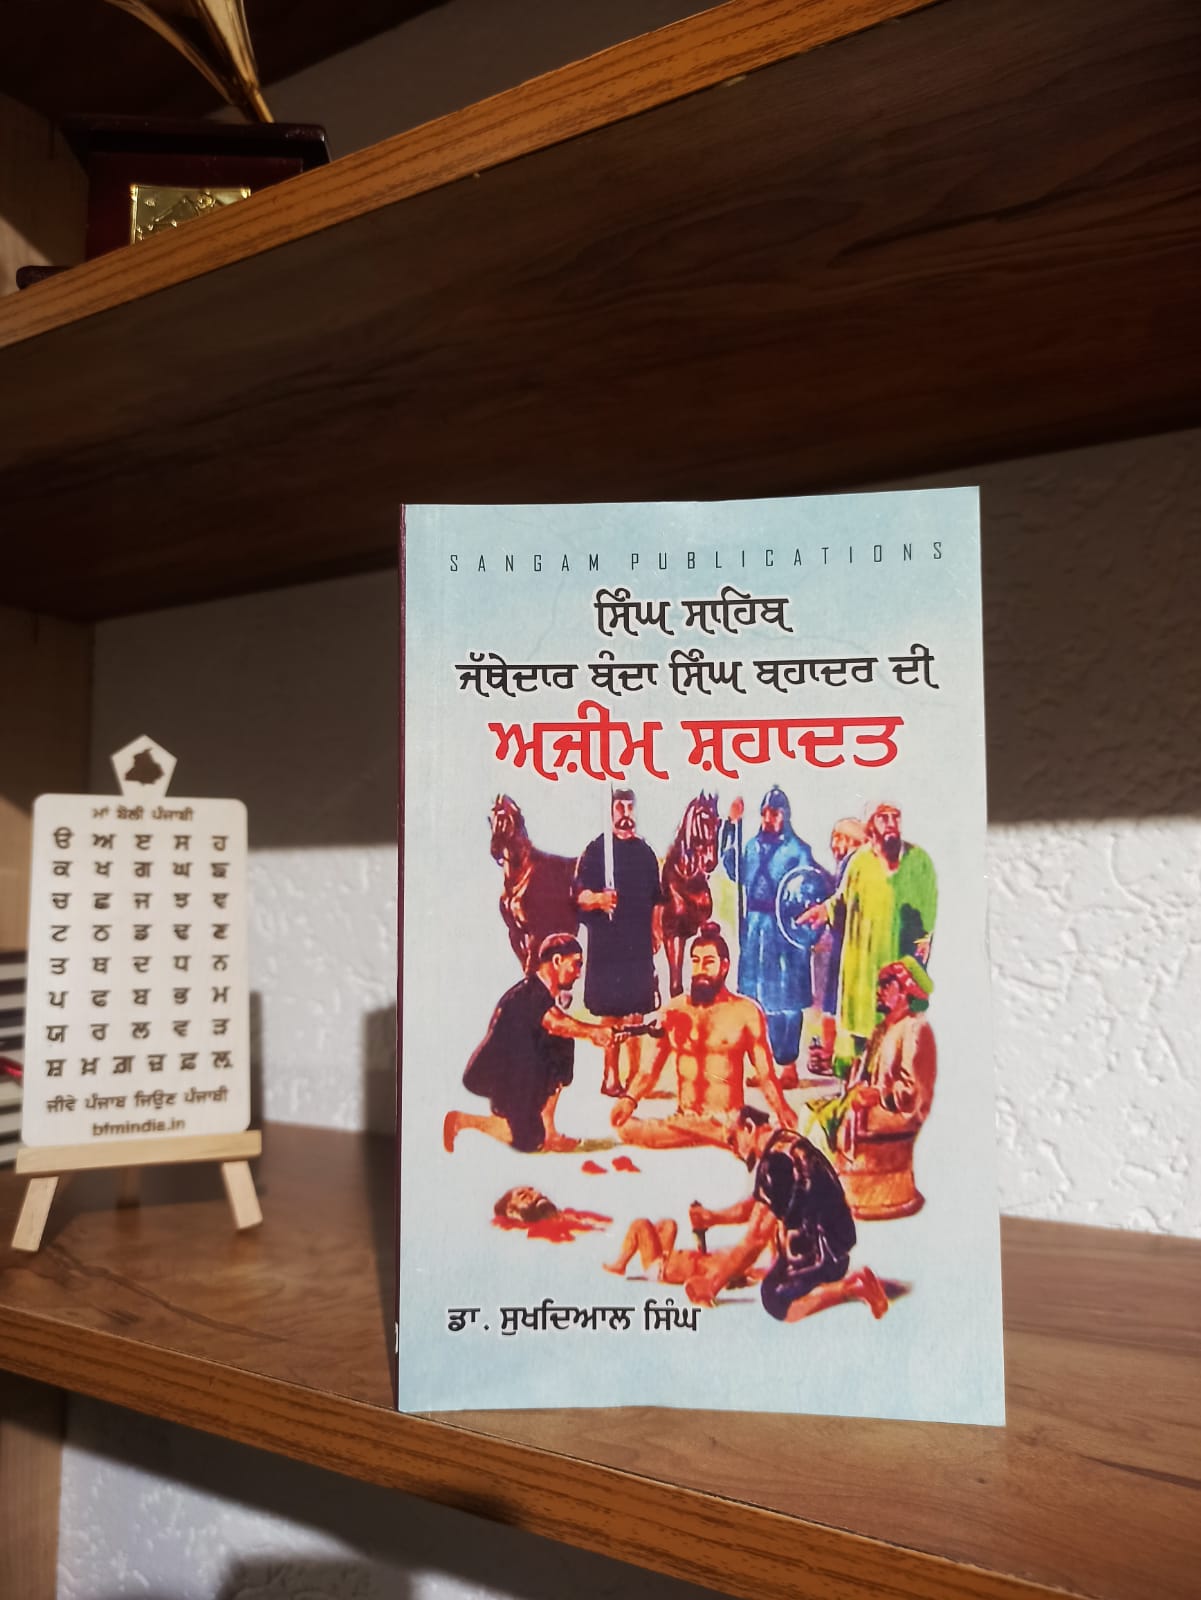 SANGAM PUBLICATIONS
ਸਿੰਘ ਸਾਹਿਬ
ਜੱਥੇਦਾਰ ਬੰਦਾ ਸਿੰਘ ਬਹਾਦਰ ਦੀ
ਅਜ਼ੀਮ ਸ਼ਹਾਦਤ
ਡਾ. ਸੁਖਦਿਆਲ ਸਿੰਘ
ਮਾਂ ਬੋਲੀ ਪੰਜਾਬੀ
ੳ ਅ ੲ ਸ ਹ
ਕ ਖ ਗ ਘ ਙ
ਚ ਛ ਜ ਝ ਞ
ਟ ਠ ਡ ਢ ਣ
ਤ ਥ ਦ ਧ ਨ
ਪ ਫ ਬ ਭ ਮ
ਯ ਰ ਲ ਵ ੜ
ਸ਼ ਖ਼ ਗ਼ ਜ਼ ਫ਼ ਲ਼
ਜੀਵੇ ਪੰਜਾਬ ਜਿਉਣ ਪੰਜਾਬੀ
bfmindia.in